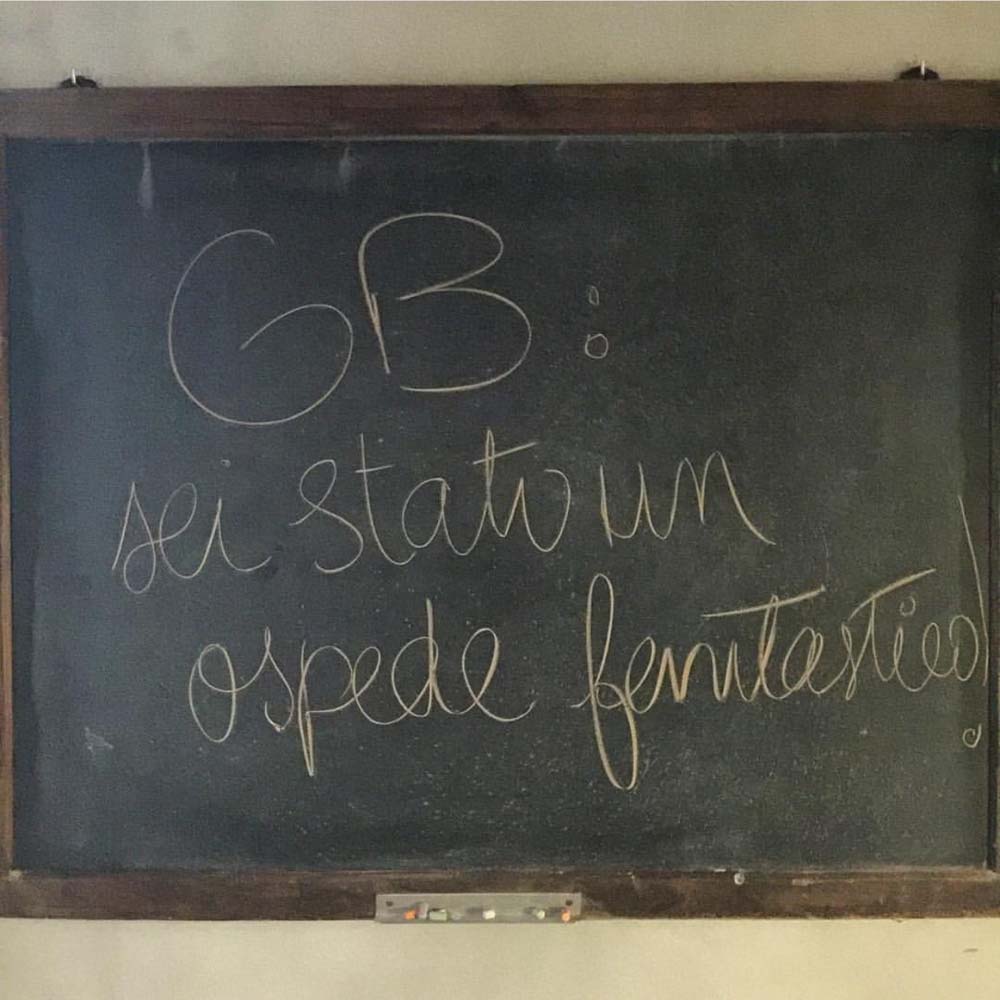 GB:
sei stato un
ospede fantastico!